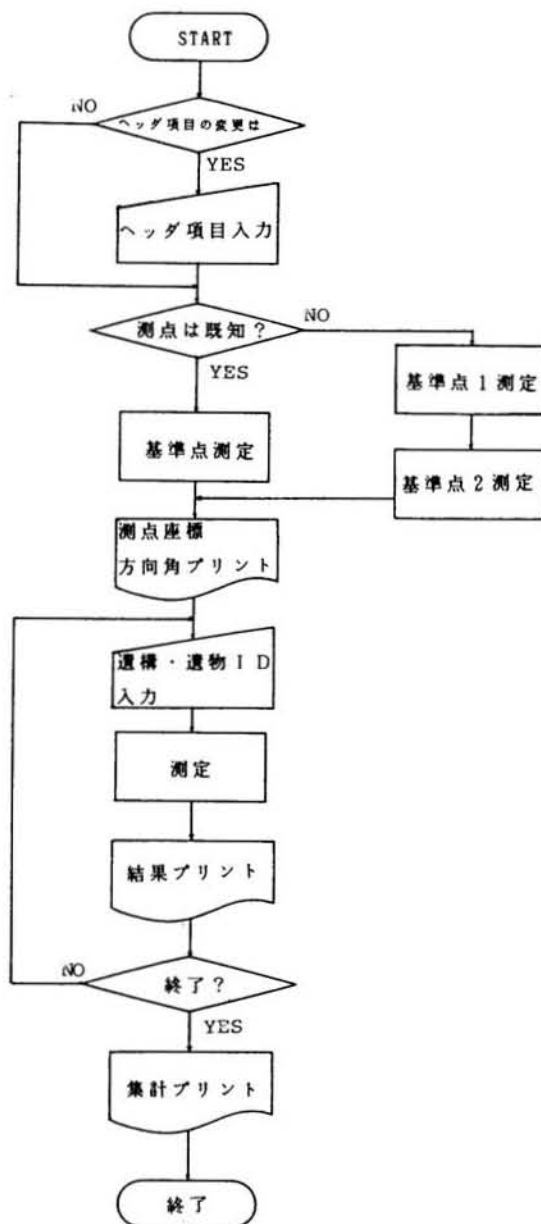 START
NO
ヘッダ項目の変更は
YES
ヘッダ項目入力
測点は既知?
NO
YES
基準点1測定
基準点測定
基準点2測定
測点座標
方向角プリント
遺構・遺物ID
入力
測定
結果プリント
NO
終了?
YES
集計プリント
終了